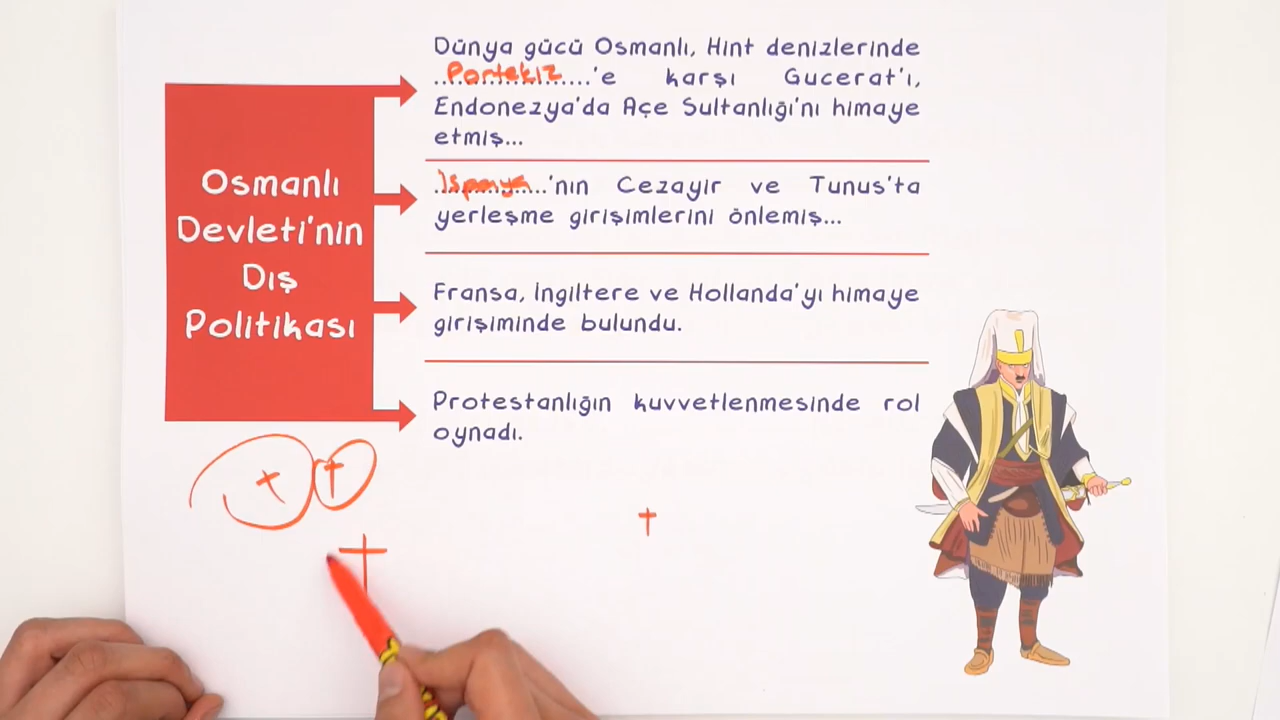 Osmanlı
Devleti'nin
Dış
Politikası
Dünya gücü Osmanlı, Hint denizlerinde
Portekiz'e karşı Gucerat'ı,
Endonezya'da Açe Sultanlığı'nı himaye
etmiş...
İspanya'nın Cezayir ve Tunus'ta
yerleşme girişimlerini önlemiş...
Fransa, İngiltere ve Hollanda'yı himaye
girişiminde bulundu.
Protestanlığın kuvvetlenmesinde rol
oynadı.